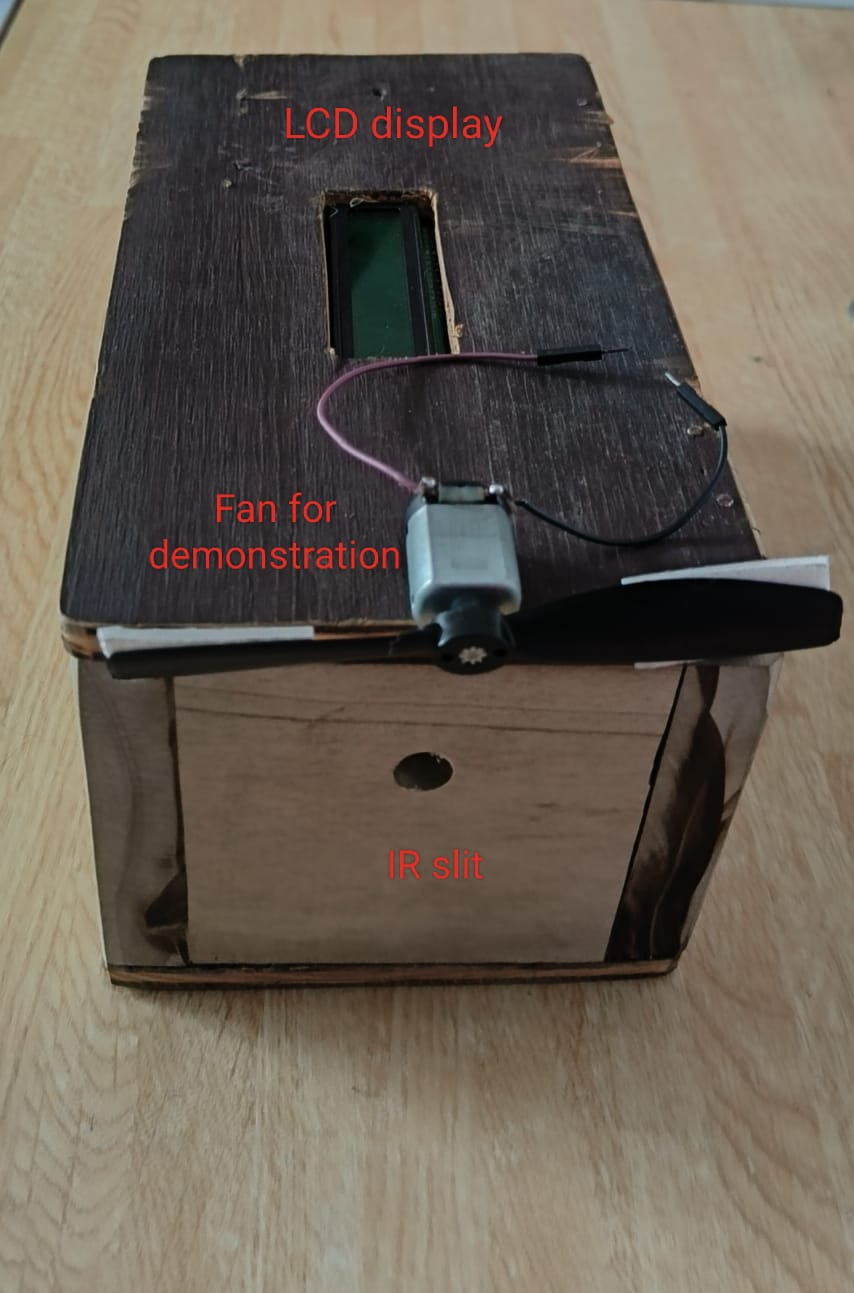 LCD display
Fan for
demonstration
IR slit